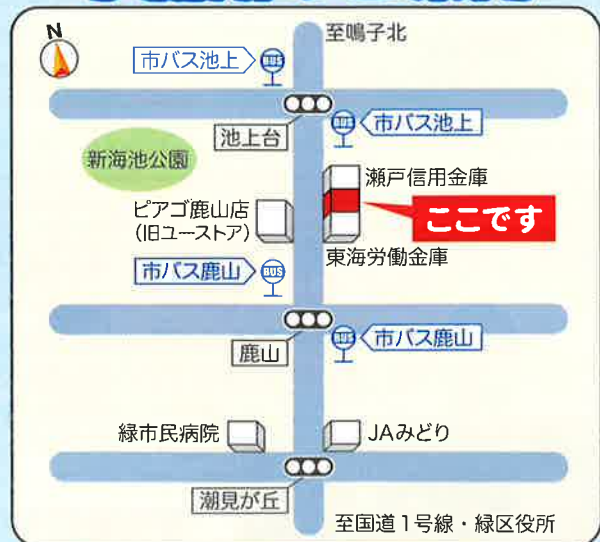 N
至鳴子北
市バス池上
BUS
池上台
BUS
市バス池上
新海池公園
瀬戸信用金庫
ピアゴ鹿山店
(旧ユーストア)
ここです
東海労働金庫
市バス鹿山
BUS
鹿山
BUS
市バス鹿山
緑市民病院
JAみどり
潮見が丘
至国道1号線・緑区役所